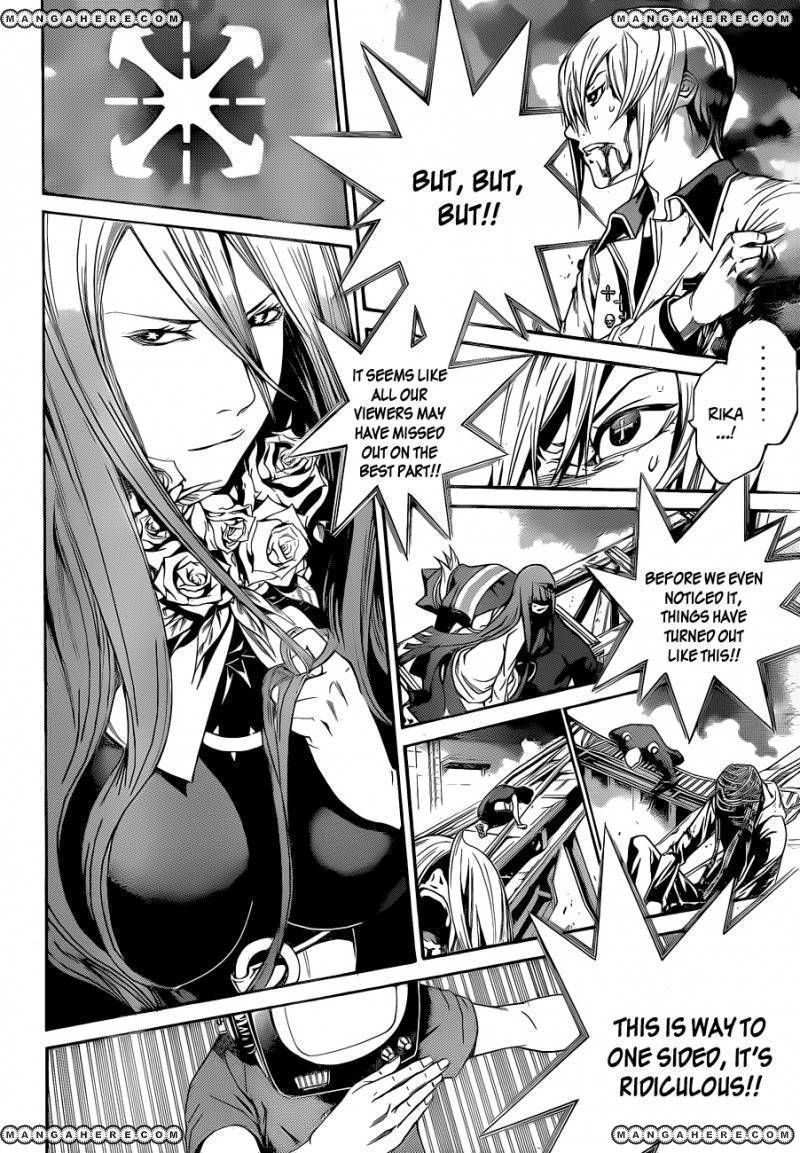 MANGAHERE.COM
MANGAHERE.COM
BUT, BUT,
BUT!!
RIKA
...!
IT SEEMS LIKE
ALL OUR
VIEWERS MAY
HAVE MISSED
OUT ON THE
BEST PART!!
BEFORE WE EVEN
NOTICED IT,
THINGS HAVE
TURNED OUT
LIKE THIS!!
THIS IS WAY TO
ONE SIDED, IT'S
RIDICULOUS!!
MANGAHERE.COM
MANGAHERE.COM